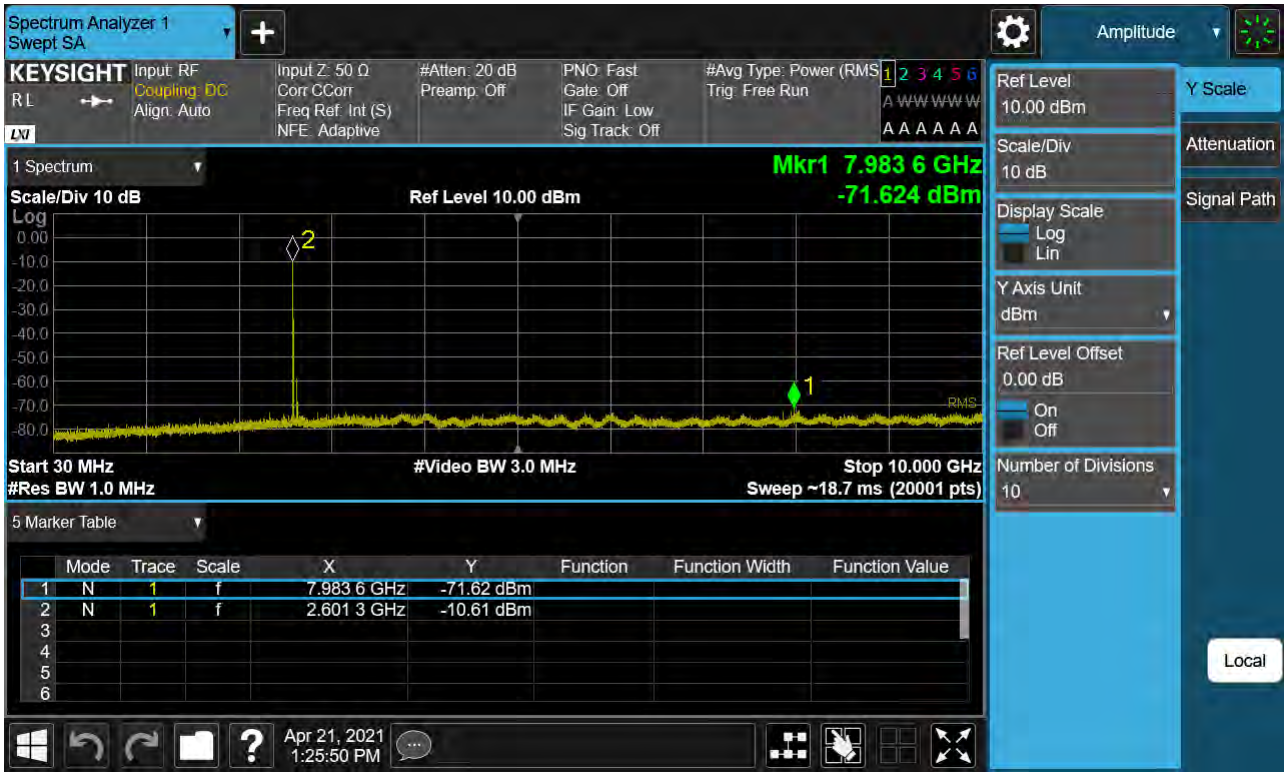 Spectrum Analyzer 1
Swept SA
Amplitude
KEYSIGHT
RL
LXI
Input: RF
Coupling: DC
Align: Auto
Input Z: 50 Ω
Corr CCorr
Freq Ref: Int (S)
NFE: Adaptive
#Atten: 20 dB
Preamp: Off
PNO: Fast
Gate: Off
IF Gain: Low
Sig Track: Off
#Avg Type: Power (RMS
Trig: Free Run
1 2 3 4 5 6
A W W W W W
A A A A A A
1 Spectrum
Mkr1 7.983 6 GHz
Scale/Div 10 dB
Ref Level 10.00 dBm
-71.624 dBm
Log
0.00
-10.0
-20.0
-30.0
-40.0
-50.0
-60.0
-70.0
-80.0
2
1
RMS
Start 30 MHz
#Video BW 3.0 MHz
Stop 10.000 GHz
#Res BW 1.0 MHz
Sweep ~18.7 ms (20001 pts)
5 Marker Table
Mode Trace Scale X Y Function Function Width Function Value
1 N 1 f 7.983 6 GHz -71.62 dBm
2 N 1 f 2.601 3 GHz -10.61 dBm
3
4
5
6
Ref Level
10.00 dBm
Scale/Div
10 dB
Display Scale
Log
Lin
Y Axis Unit
dBm
Ref Level Offset
0.00 dB
On
Off
Number of Divisions
10
Y Scale
Attenuation
Signal Path
Local
?
Apr 21, 2021
1:25:50 PM